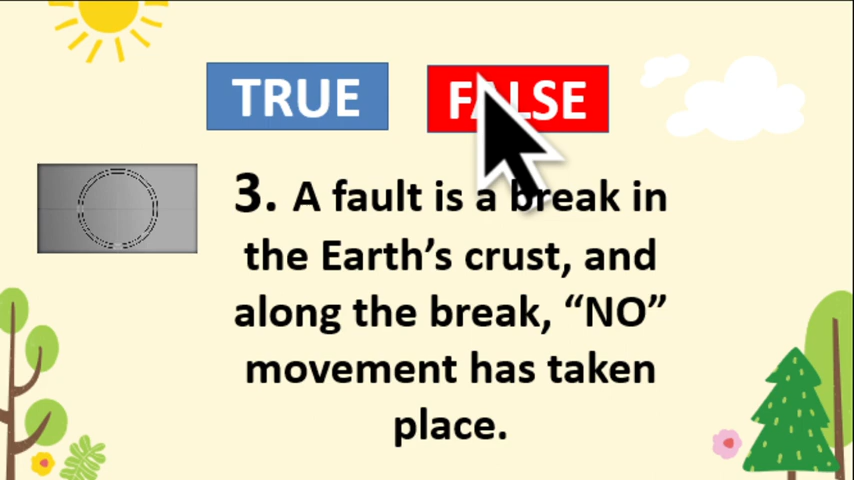 TRUE FALSE
3. A fault is a break in
the Earth’s crust, and
along the break, “NO”
movement has taken
place.